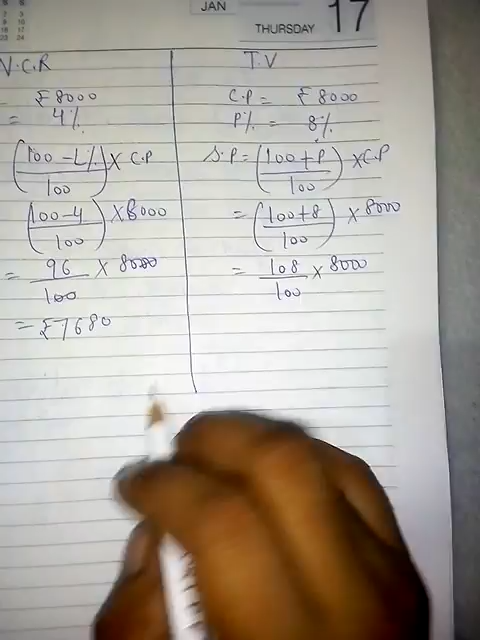 JAN
THURSDAY 17
V.C.R
₹8000
= 4%
(100-L%/100) × C.P
(100-4/100) × 8000
= 96/100 × 8000
= ₹7680
T.V
C.P = ₹8000
P% = 8%
S.P = (100+P/100) × C.P
= (100+8/100) × 8000
= 108/100 × 8000